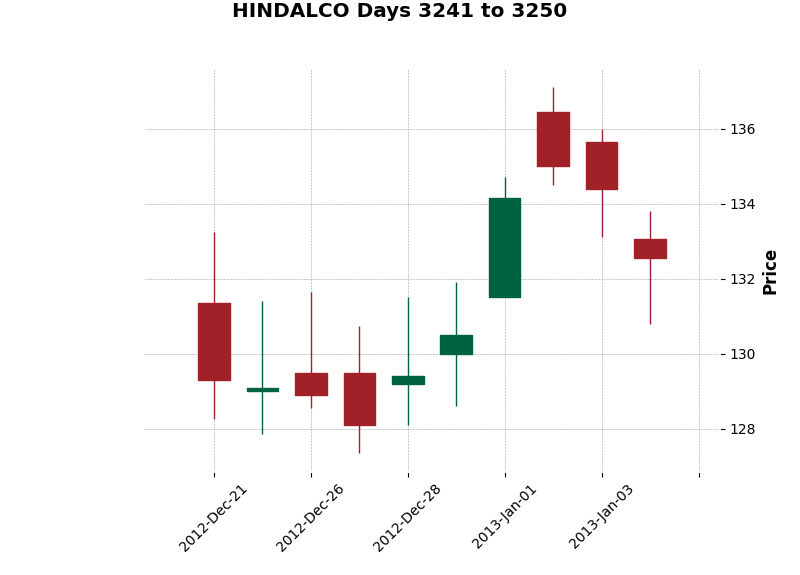 HINDALCO Days 3241 to 3250
136
134
132
130
128
Price
2012-Dec-21
2012-Dec-26
2012-Dec-28
2013-Jan-01
2013-Jan-03